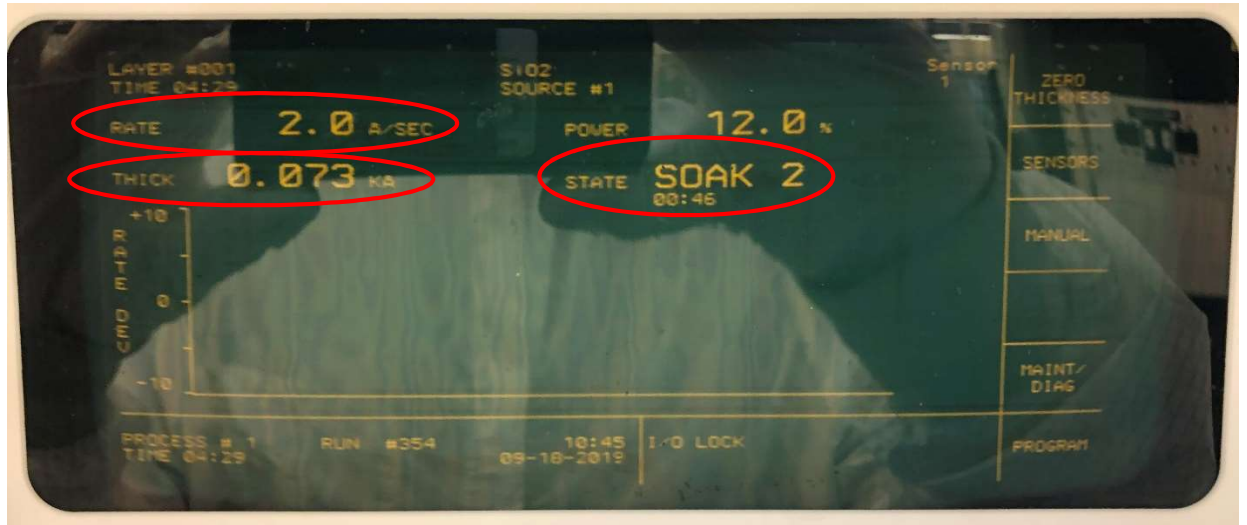 LAYER #001
TIME 04:29
SiO2
SOURCE #1
Sensor
1
RATE 2.0 A/SEC
POWER 12.0 %
THICK 0.073 KA
STATE SOAK 2
00:46
+10
RATE DEV
0
-10
PROCESS # 1
TIME 04:29
RUN #354
10:45
09-18-2019
I/O LOCK
ZERO
THICKNESS
SENSORS
MANUAL
MAINT/
DIAG
PROGRAM